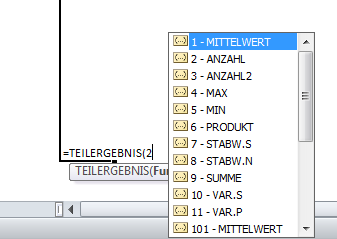 1 - MITTELWERT
2 - ANZAHL
3 - ANZAHL2
4 - MAX
5 - MIN
6 - PRODUKT
7 - STABW.S
8 - STABW.N
9 - SUMME
10 - VAR.S
11 - VAR.P
101 - MITTELWERT
=TEILERGEBNIS(2
TEILERGEBNIS(Fun